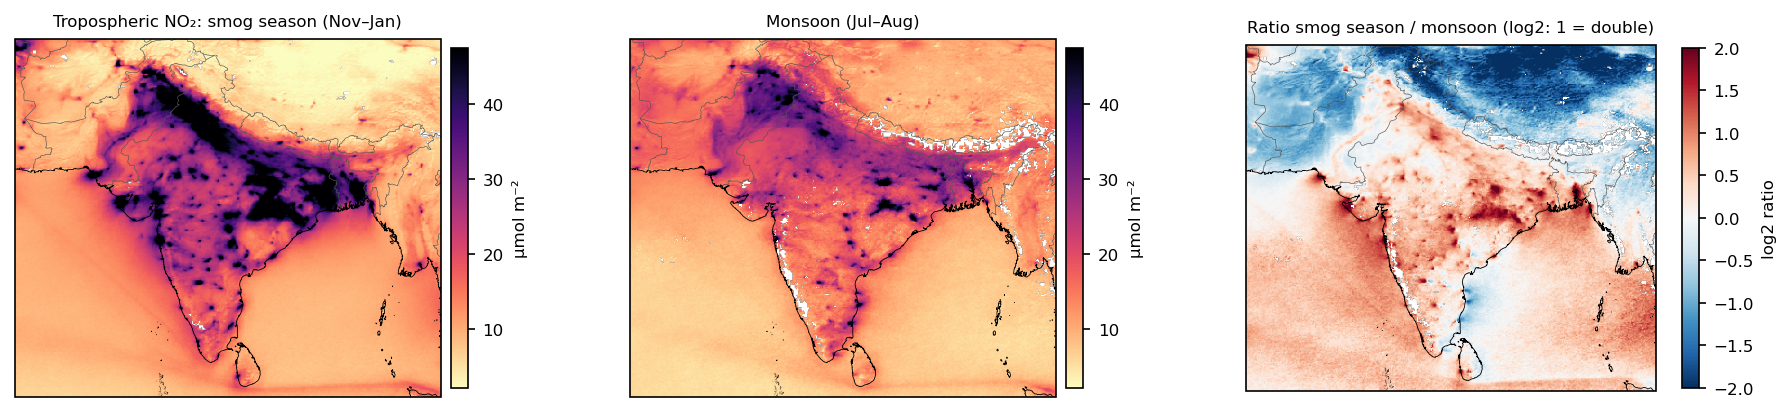 Tropospheric NO₂: smog season (Nov–Jan)
40
30
20
10
μmol m⁻²
Monsoon (Jul–Aug)
40
30
20
10
μmol m⁻²
Ratio smog season / monsoon (log2: 1 = double)
2.0
1.5
1.0
0.5
0.0
−0.5
−1.0
−1.5
−2.0
log2 ratio